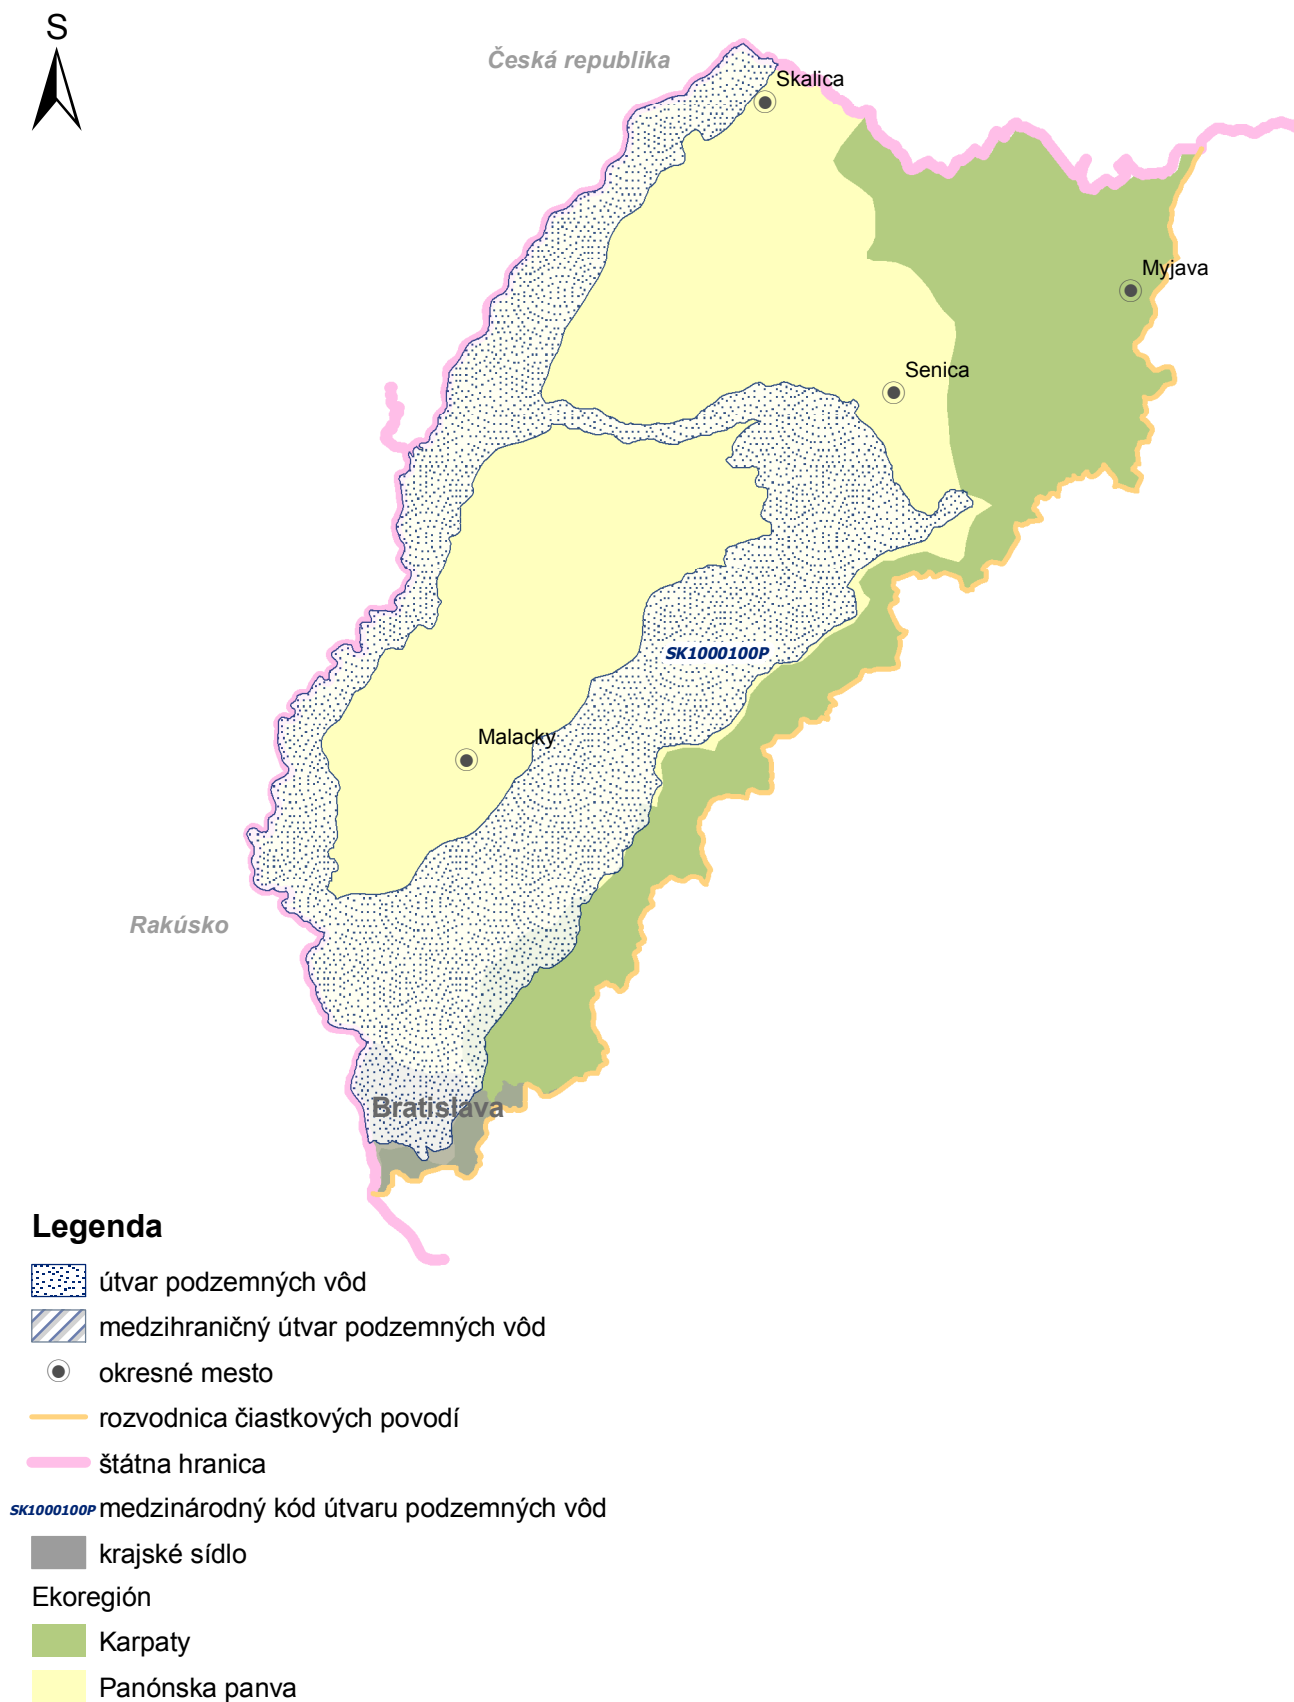 S
Česká republika
Skalica
Myjava
Senica
SK1000100P
Malacky
Rakúsko
Bratislava
Legenda
útvar podzemných vôd
medzihraničný útvar podzemných vôd
okresné mesto
rozvodnica čiastkových povodí
štátna hranica
SK1000100P medzinárodný kód útvaru podzemných vôd
krajské sídlo
Ekoregión
Karpaty
Panónska panva